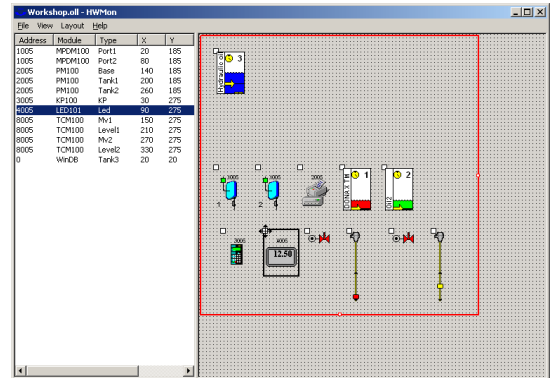 Workshop.oll - HWMon
File View Layout Help
Address Module Type X Y
1005 MPDM100 Port1 20 185
1005 MPDM100 Port2 80 185
2005 PM100 Base 140 185
2005 PM100 Tank1 200 185
2005 PM100 Tank2 260 185
3005 KP100 KP 30 275
4005 LED101 Led 90 275
8005 TCM100 Mv1 150 275
8005 TCM100 Level1 210 275
8005 TCM100 Mv2 270 275
8005 TCM100 Level2 330 275
0 WinDB Tank3 20 20
Hydraulic oil
3
1005
1
1005
2
2005
DONAX TM
1
2
3005
4005
12.50